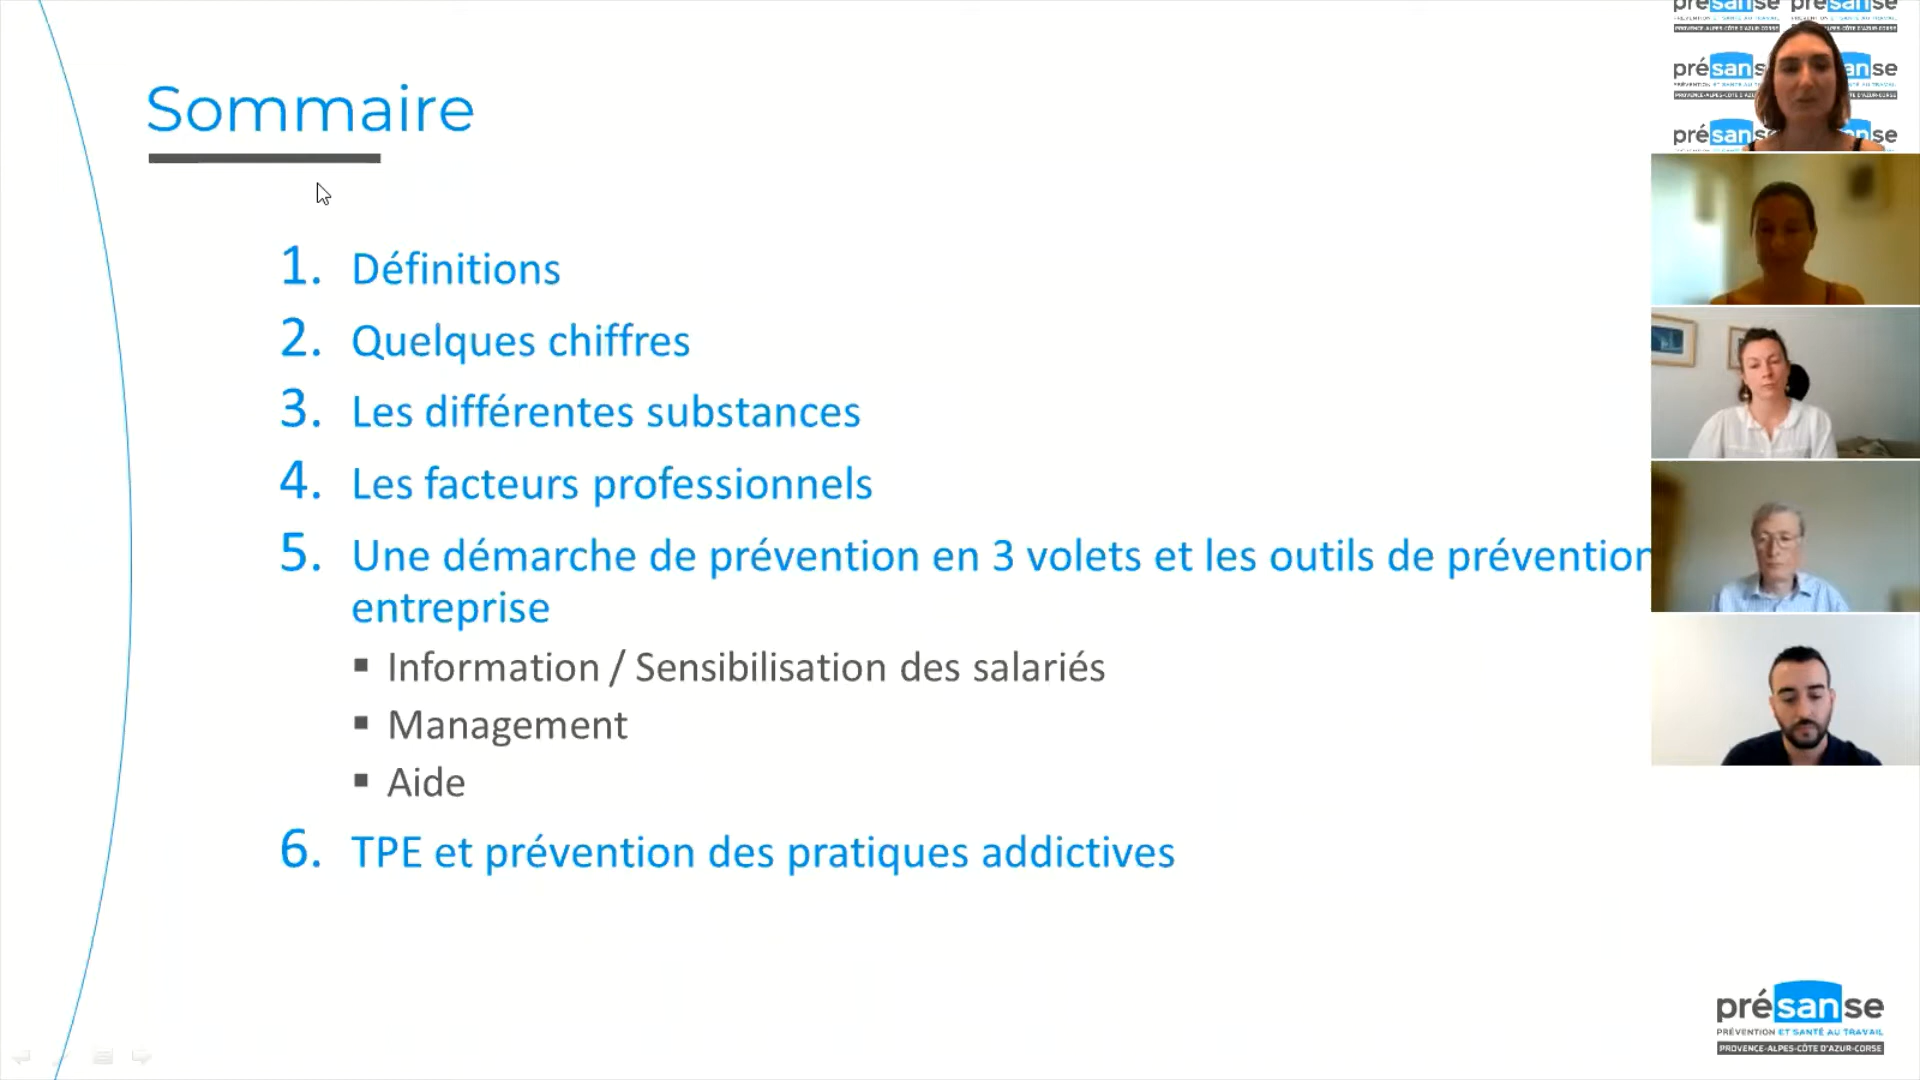 Sommaire
1. Définitions
2. Quelques chiffres
3. Les différentes substances
4. Les facteurs professionnels
5. Une démarche de prévention en 3 volets et les outils de prévention
entreprise
▪ Information / Sensibilisation des salariés
▪ Management
▪ Aide
6. TPE et prévention des pratiques addictives
présanse
PRÉVENTION ET SANTÉ AU TRAVAIL
PROVENCE-ALPES-CÔTE D'AZUR-CORSE